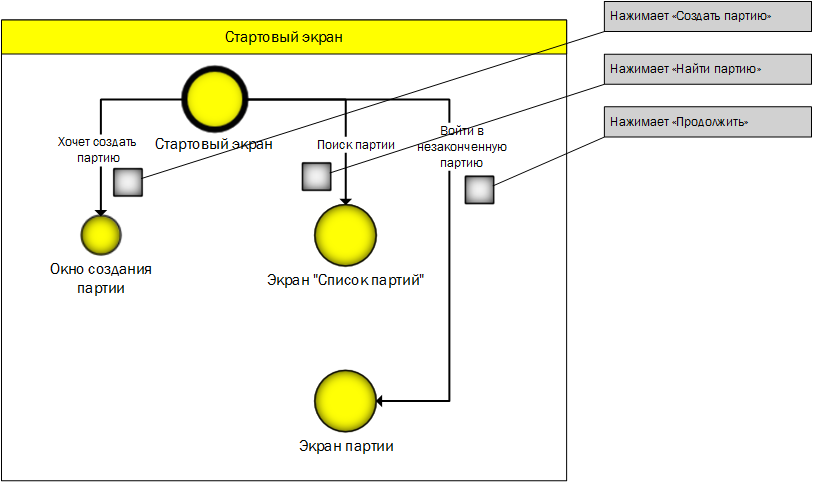 Стартовый экран
Нажимает «Создать партию»
Нажимает «Найти партию»
Нажимает «Продолжить»
Стартовый экран
Хочет создать
партию
Поиск партии
Войти в
незаконченную
партию
Окно создания
партии
Экран "Список партий"
Экран партии